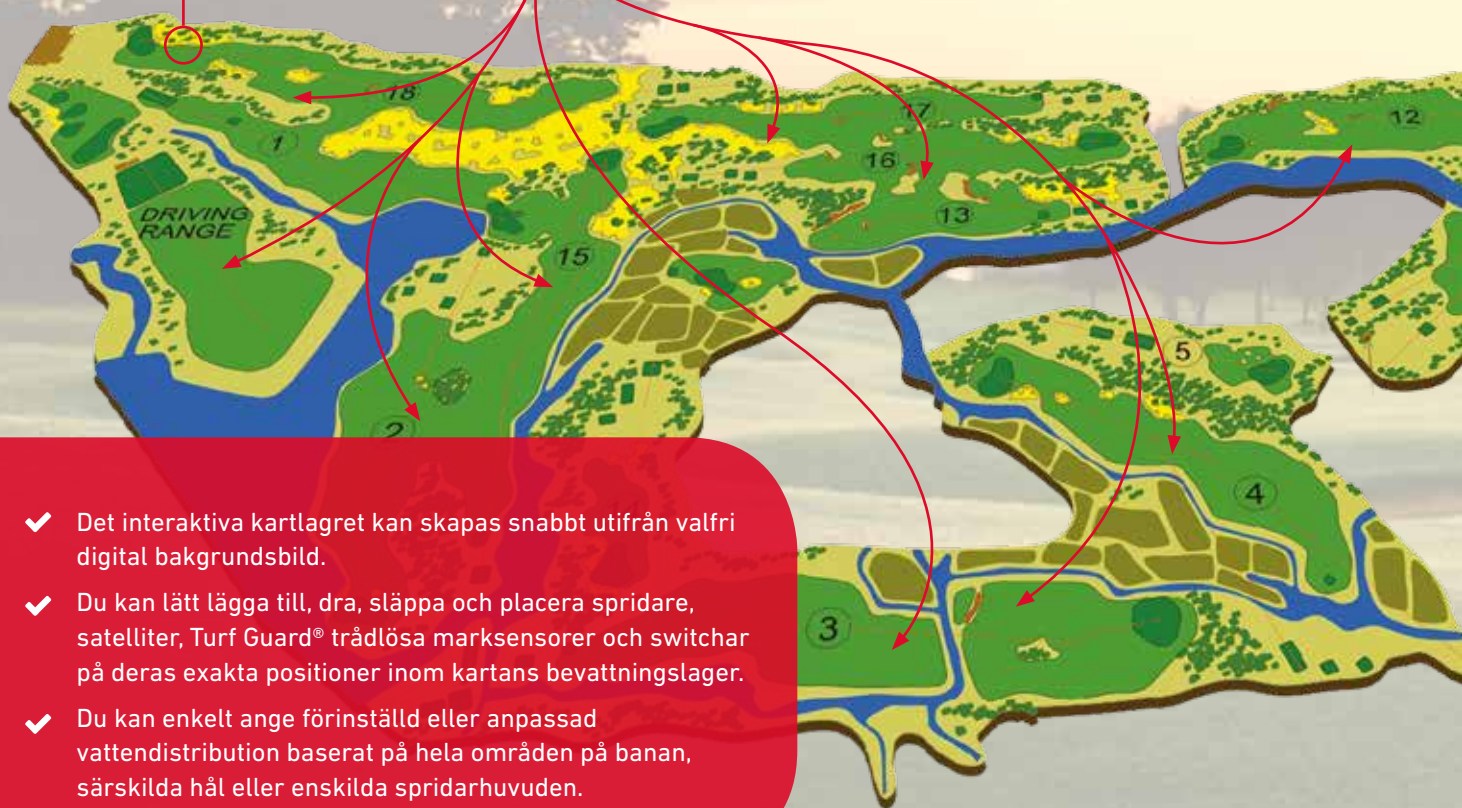 18
17
12
1
16
13
DRIVING
RANGE
15
5
2
4
3
Det interaktiva kartlagret kan skapas snabbt utifrån valfri
digital bakgrundsbild.
Du kan lätt lägga till, dra, släppa och placera spridare,
satelliter, Turf Guard® trådlösa marksensorer och switchar
på deras exakta positioner inom kartans bevattningslager.
Du kan enkelt ange förinställd eller anpassad
vattendistribution baserat på hela områden på banan,
särskilda hål eller enskilda spridarhuvuden.